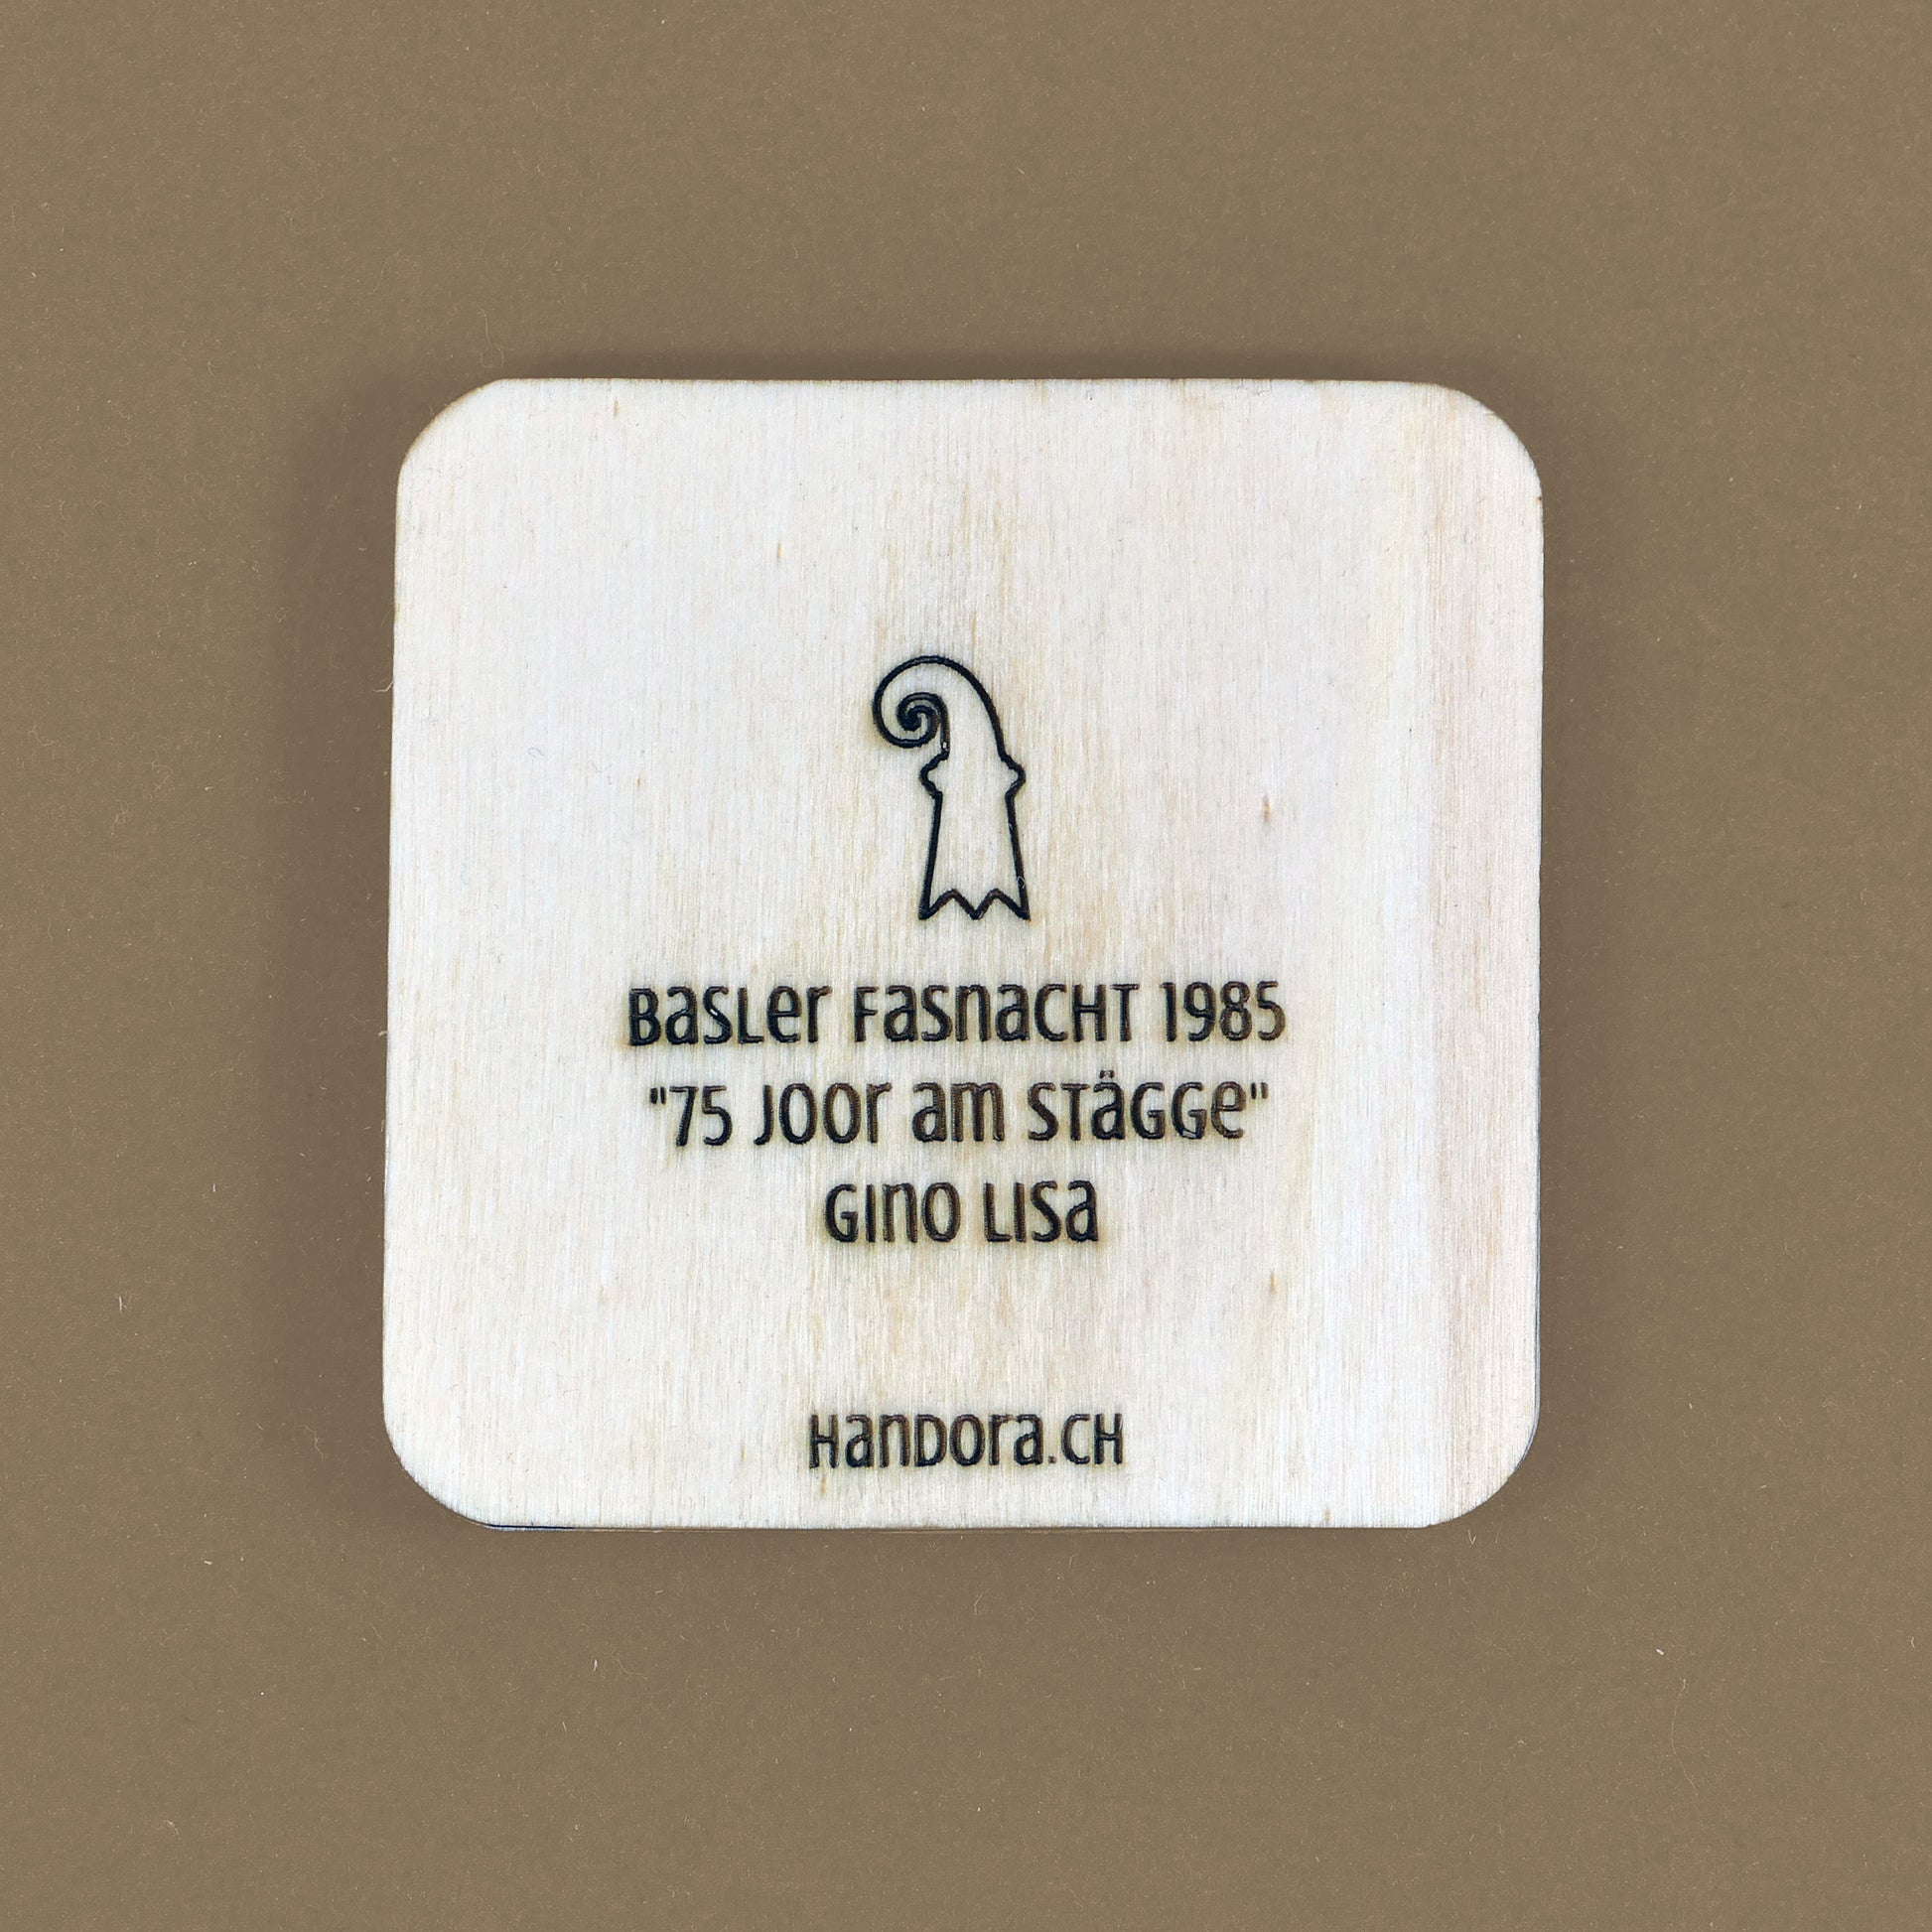 Basler Fasnacht 1985
"75 Joor am Stägge"
Gino Lisa
Handora.ch